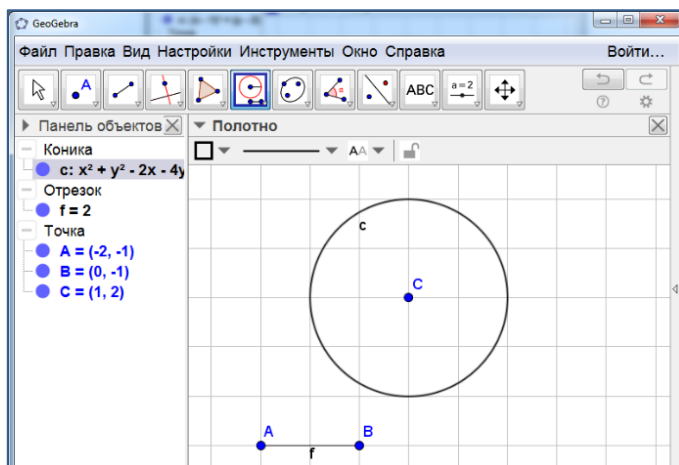 GeoGebra
Файл Правка Вид Настройки Инструменты Окно Справка Войти...
A ABC a=2
Панель объектов Полотно
Коника
c: x² + y² - 2x - 4y
Отрезок
f = 2
Точка
A = (-2, -1)
B = (0, -1)
C = (1, 2)
AA
c
C
A B
f